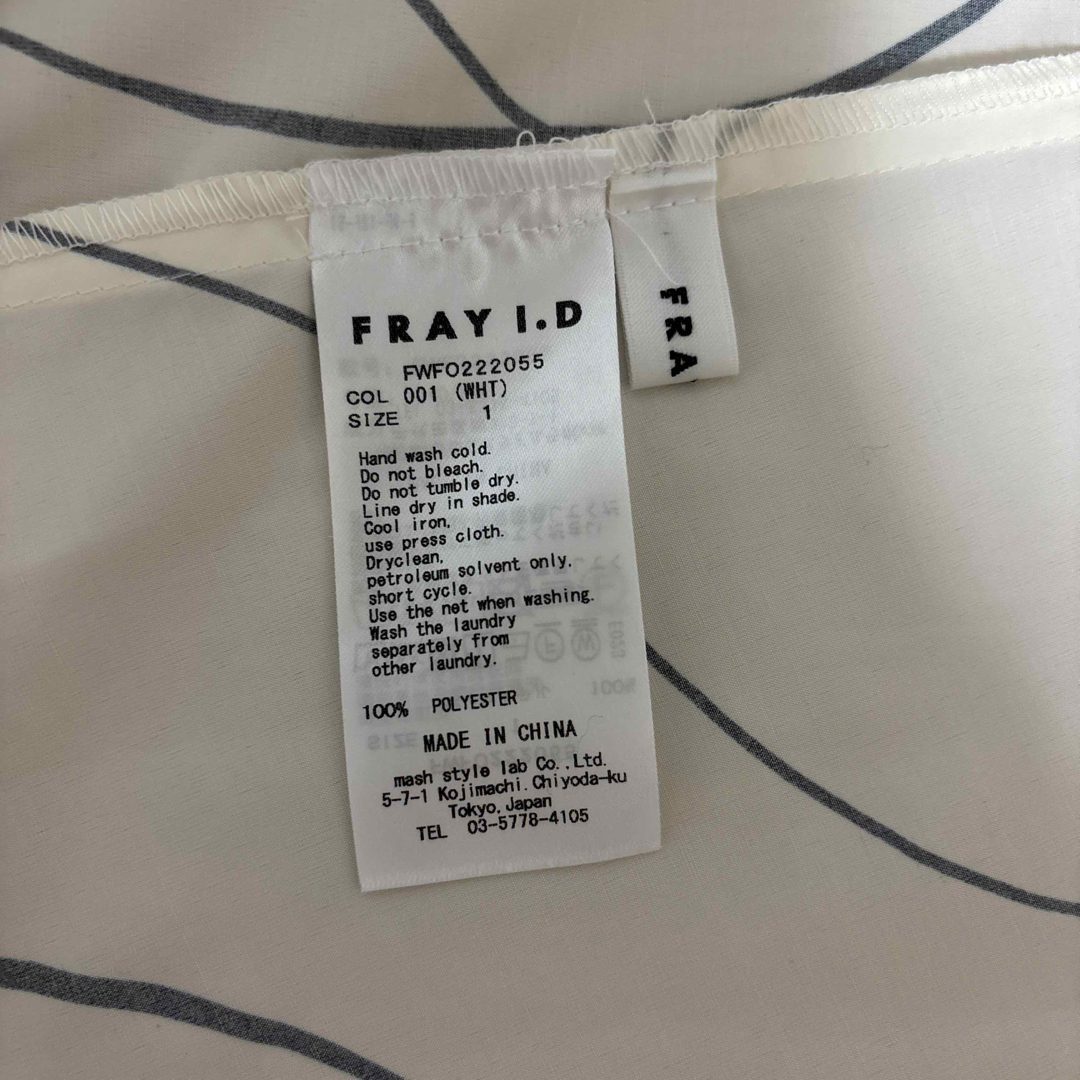 FRAY I.D
FWFO222055
COL 001 (WHT)
SIZE 1
Hand wash cold.
Do not bleach.
Do not tumble dry.
Line dry in shade.
Cool iron,
use press cloth.
Dryclean,
petroleum solvent only,
short cycle.
Use the net when washing.
Wash the laundry
separately from
other laundry.
100% POLYESTER
MADE IN CHINA
mash style lab Co.,Ltd.
5-7-1 Kojimachi.Chiyoda-ku
Tokyo,Japan
TEL 03-5778-4105
FRA